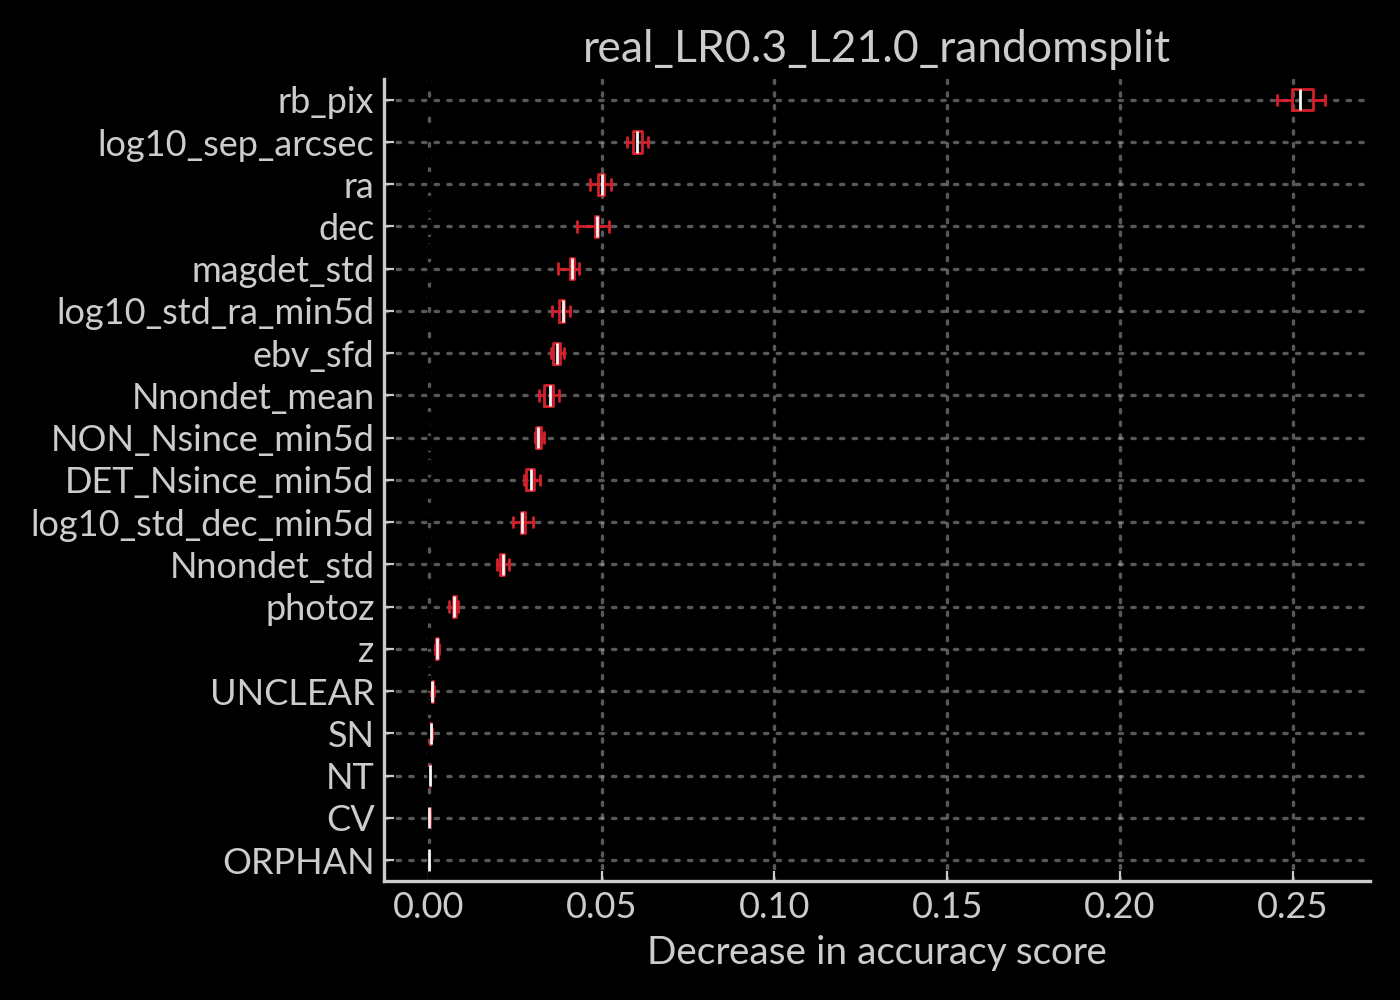 real_LR0.3_L21.0_randomsplit
rb_pix
log10_sep_arcsec
ra
dec
magdet_std
log10_std_ra_min5d
ebv_sfd
Nnondet_mean
NON_Nsince_min5d
DET_Nsince_min5d
log10_std_dec_min5d
Nnondet_std
photoz
z
UNCLEAR
SN
NT
CV
ORPHAN
0.00 0.05 0.10 0.15 0.20 0.25
Decrease in accuracy score